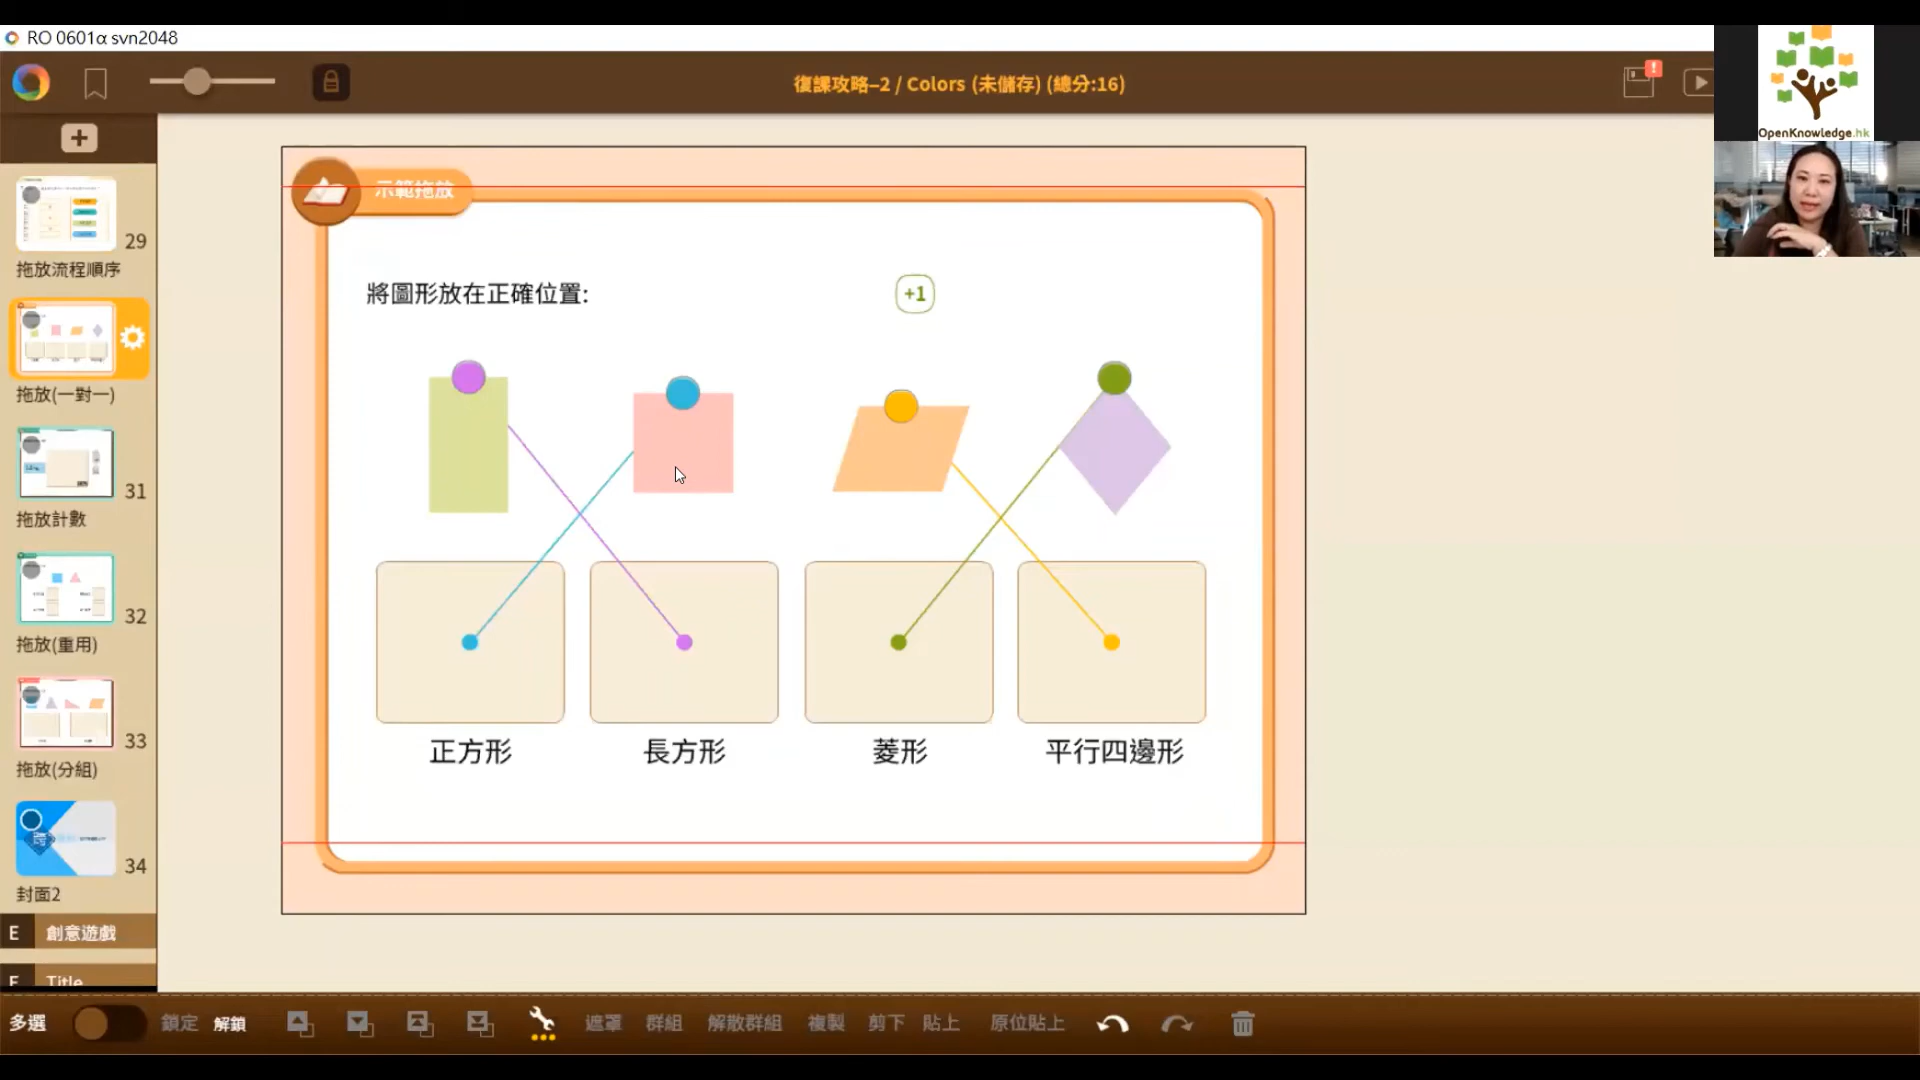 RO 0601α svn2048
復課攻略–2 / Colors (未儲存) (總分:16)
OpenKnowledge.hk
29
拖放流程順序
拖放(一對一)
31
拖放計數
32
拖放(重用)
33
拖放(分組)
34
封面2
E 創意遊戲
E Title
示範拖放
將圖形放在正確位置:
+1
正方形
長方形
菱形
平行四邊形
多選 鎖定 解鎖 遮罩 群組 解散群組 複製 剪下 貼上 原位貼上